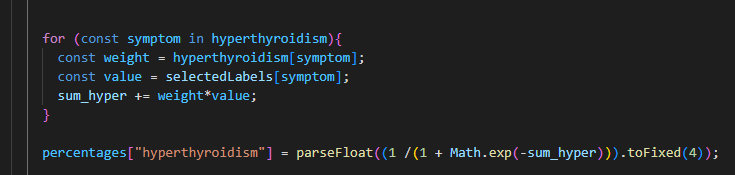 for (const symptom in hyperthyroidism){
const weight = hyperthyroidism[symptom];
const value = selectedLabels[symptom];
sum_hyper += weight*value;
}
percentages["hyperthyroidism"] = parseFloat((1 /(1 + Math.exp(-sum_hyper))).toFixed(4));